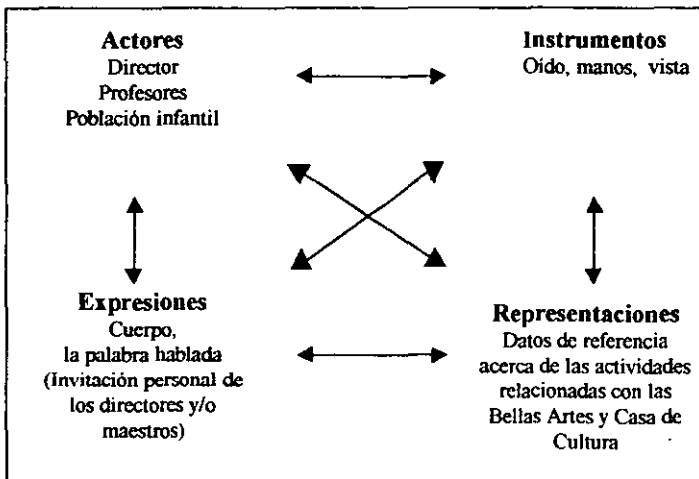 Actores
Director
Profesores
Población infantil
Instrumentos
Oído, manos, vista
Expresiones
Cuerpo,
la palabra hablada
(Invitación personal de
los directores y/o
maestros)
Representaciones
Datos de referencia
acerca de las actividades
relacionadas con las
Bellas Artes y Casa de
Cultura